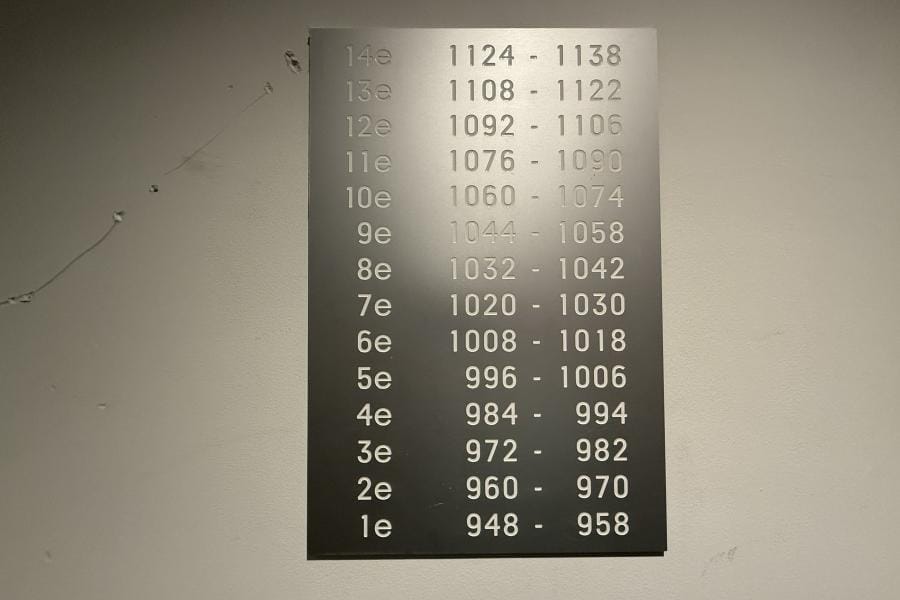 14e 1124 - 1138
13e 1108 - 1122
12e 1092 - 1106
11e 1076 - 1090
10e 1060 - 1074
9e 1044 - 1058
8e 1032 - 1042
7e 1020 - 1030
6e 1008 - 1018
5e 996 - 1006
4e 984 - 994
3e 972 - 982
2e 960 - 970
1e 948 - 958